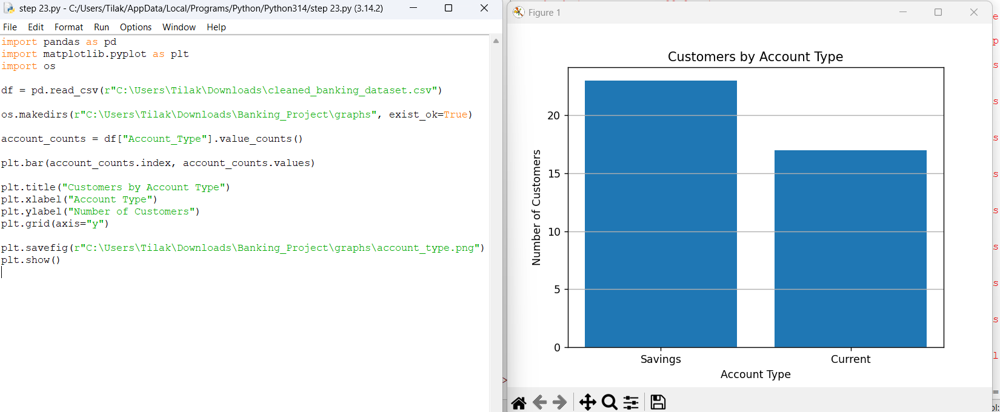 step 23.py - C:/Users/Tilak/AppData/Local/Programs/Python/Python314/step 23.py (3.14.2)
File Edit Format Run Options Window Help
import pandas as pd
import matplotlib.pyplot as plt
import os
df = pd.read_csv(r"C:\Users\Tilak\Downloads\cleaned_banking_dataset.csv")
os.makedirs(r"C:\Users\Tilak\Downloads\Banking_Project\graphs", exist_ok=True)
account_counts = df["Account_Type"].value_counts()
plt.bar(account_counts.index, account_counts.values)
plt.title("Customers by Account Type")
plt.xlabel("Account Type")
plt.ylabel("Number of Customers")
plt.grid(axis="y")
plt.savefig(r"C:\Users\Tilak\Downloads\Banking_Project\graphs\account_type.png")
plt.show()
Figure 1
Customers by Account Type
Number of Customers
20
15
10
5
0
Savings Current
Account Type